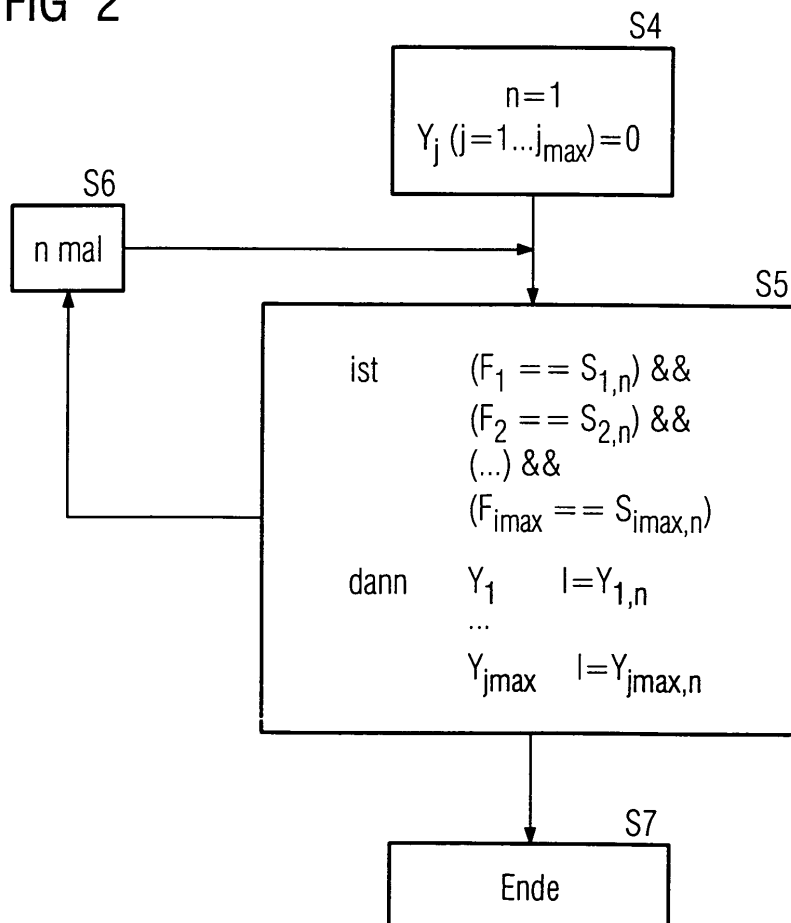 FIG 2
S4
n=1
Y_j (j=1...j_max)=0
S6
n mal
S5
ist (F_1 == S_1,n) &&
(F_2 == S_2,n) &&
(...) &&
(F_imax == S_imax,n)
dann Y_1 I=Y_1,n
...
Y_jmax I=Y_jmax,n
S7
Ende